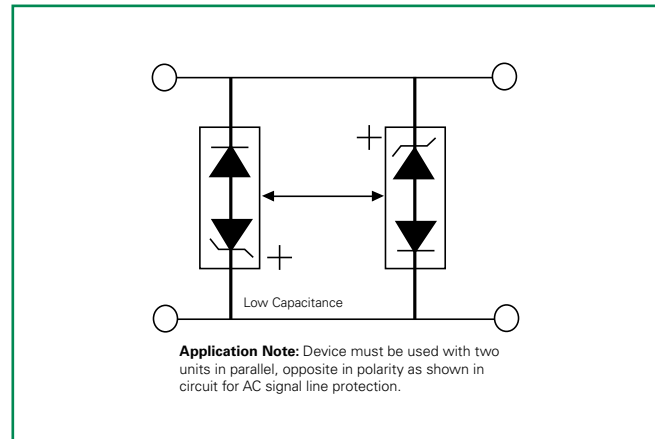 +
+
Low Capacitance
Application Note: Device must be used with two
units in parallel, opposite in polarity as shown in
circuit for AC signal line protection.